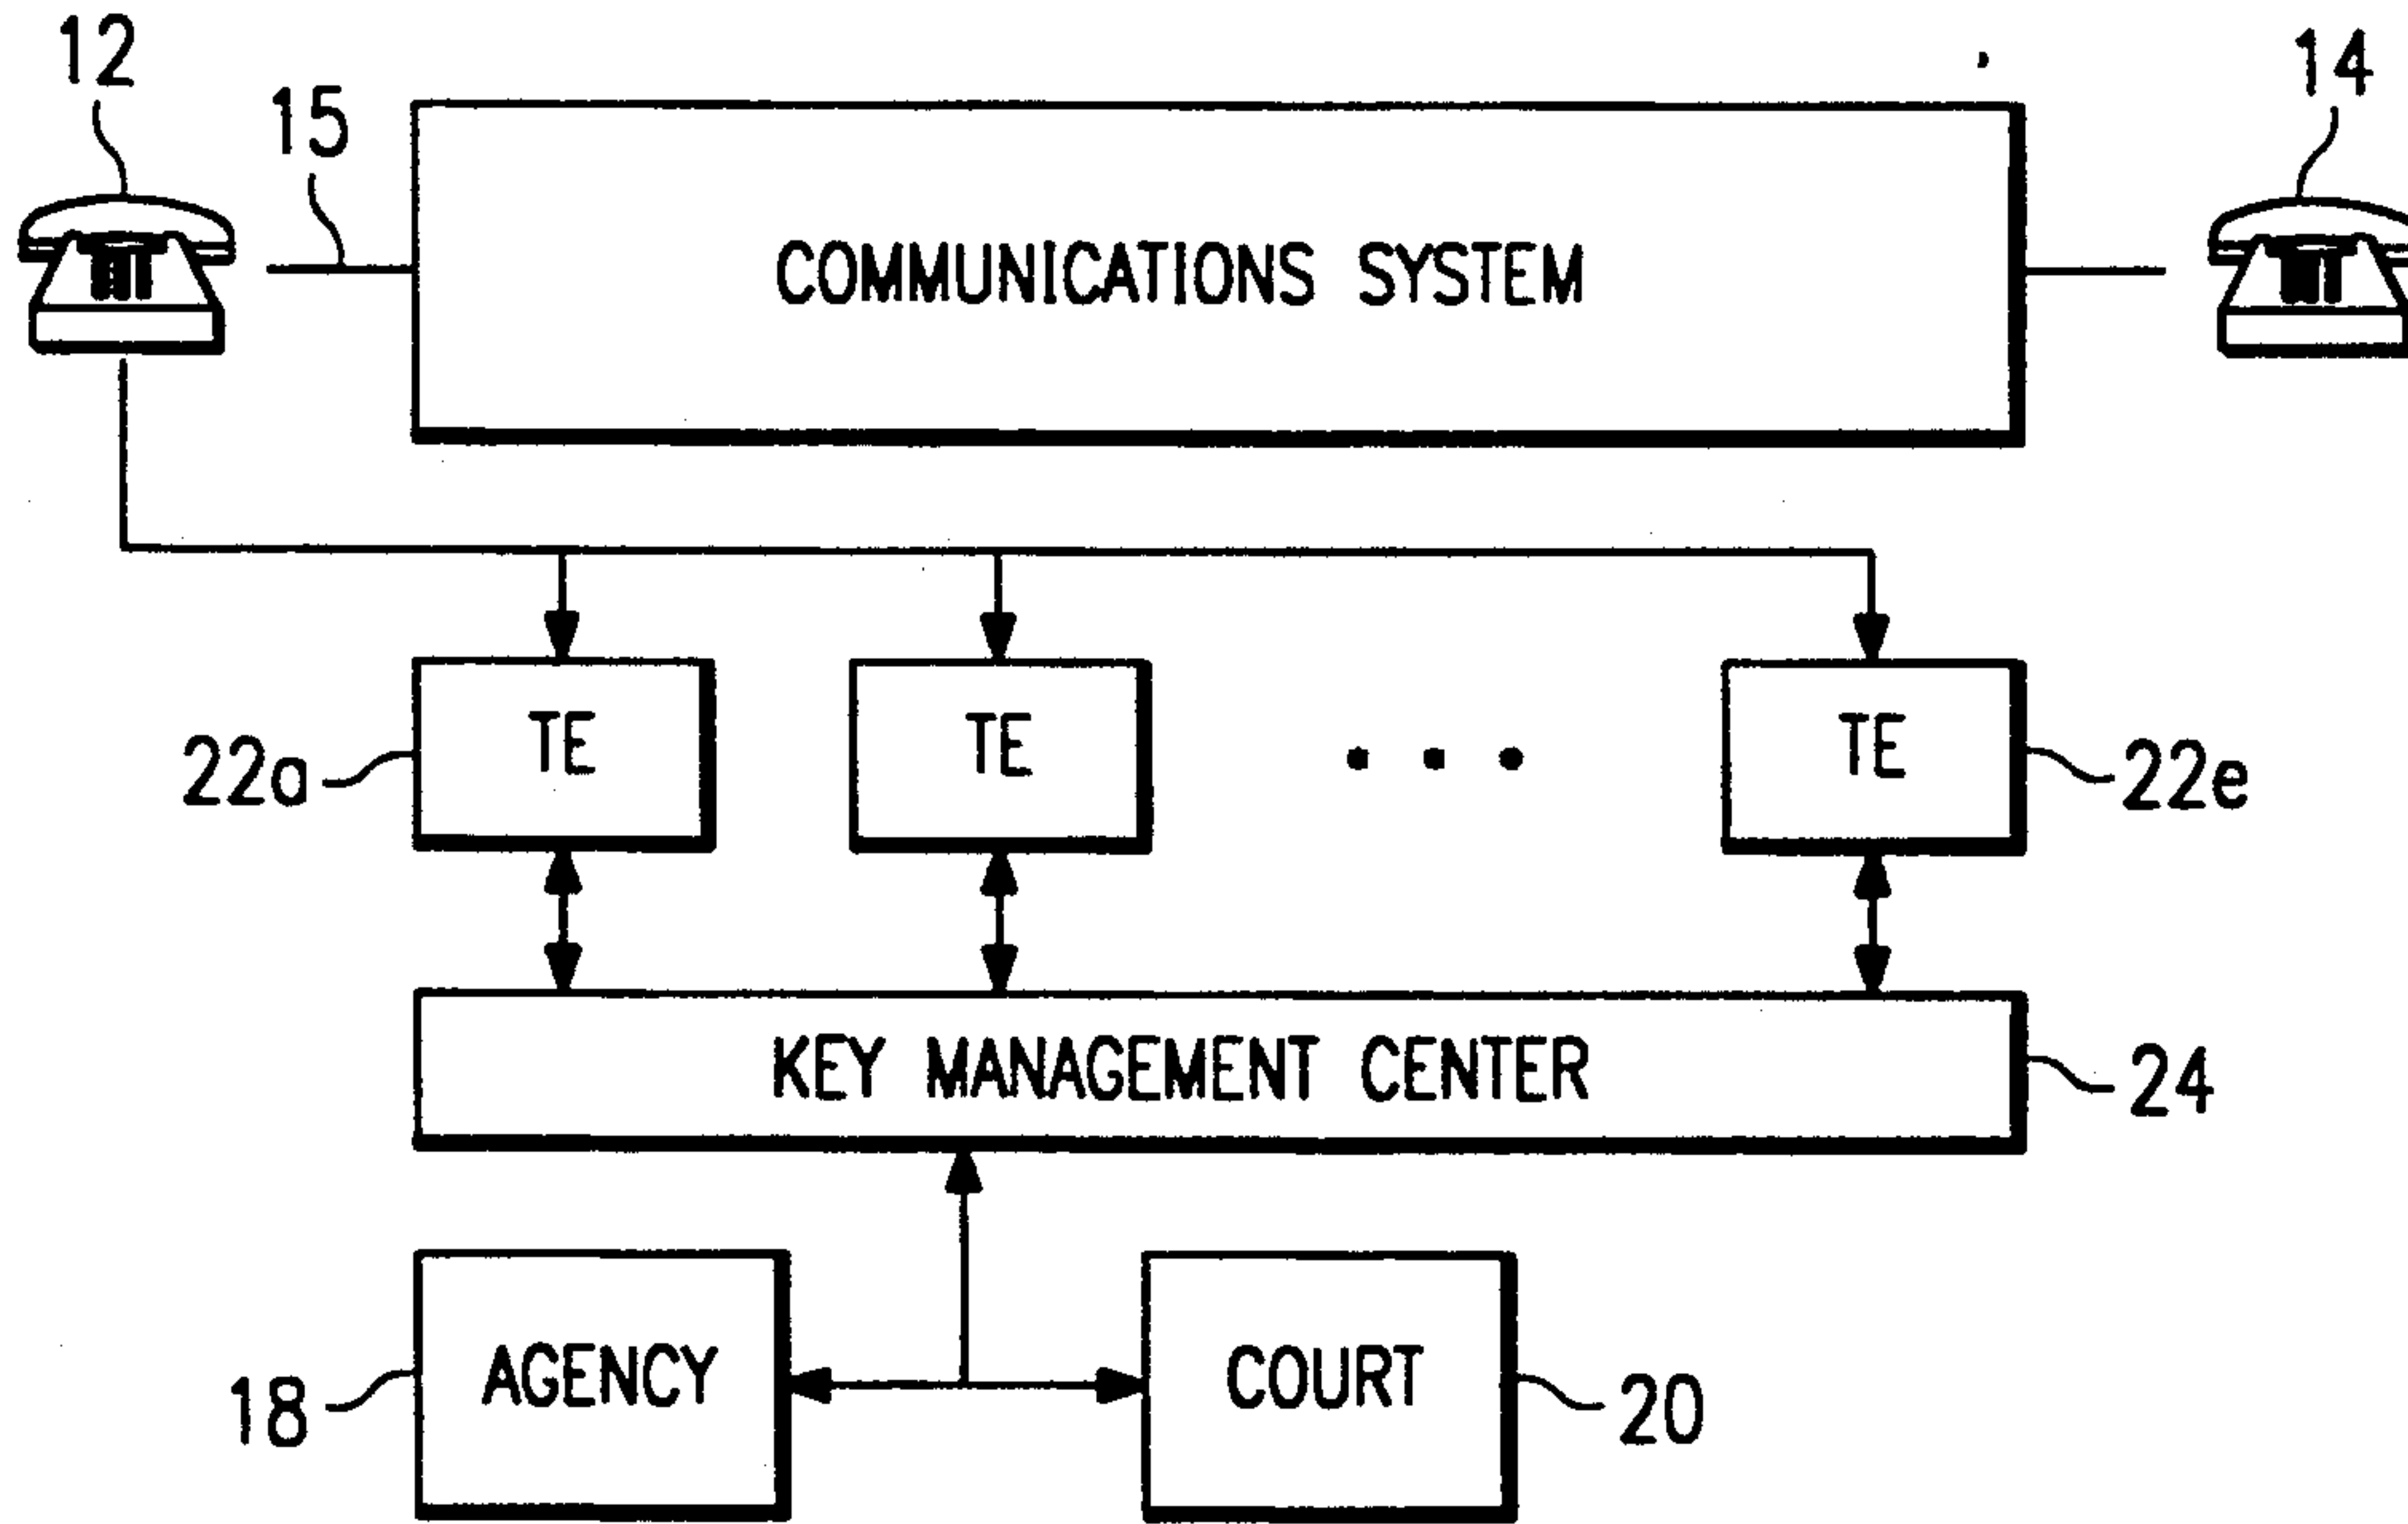 12
15
14
COMMUNICATIONS SYSTEM
TE
TE
TE
22a
22e
KEY MANAGEMENT CENTER
24
AGENCY
COURT
18
20